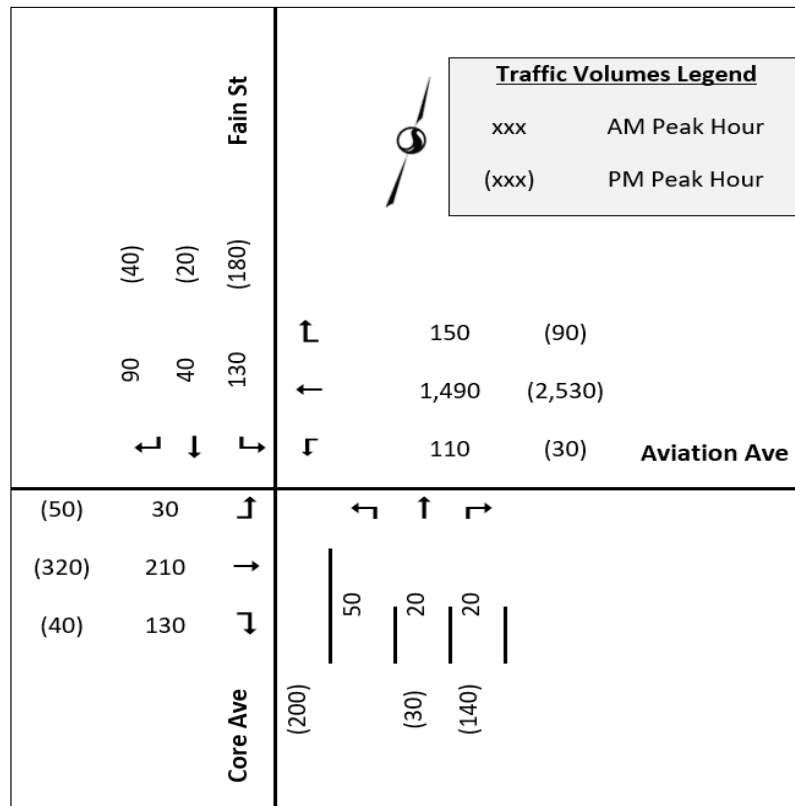 Fain St
Traffic Volumes Legend
xxx AM Peak Hour
(xxx) PM Peak Hour
(40) (20) (180)
90 40 130
150 (90)
1,490 (2,530)
110 (30) Aviation Ave
(50) 30
(320) 210
(40) 130
50 20 20
(200) (30) (140)
Core Ave